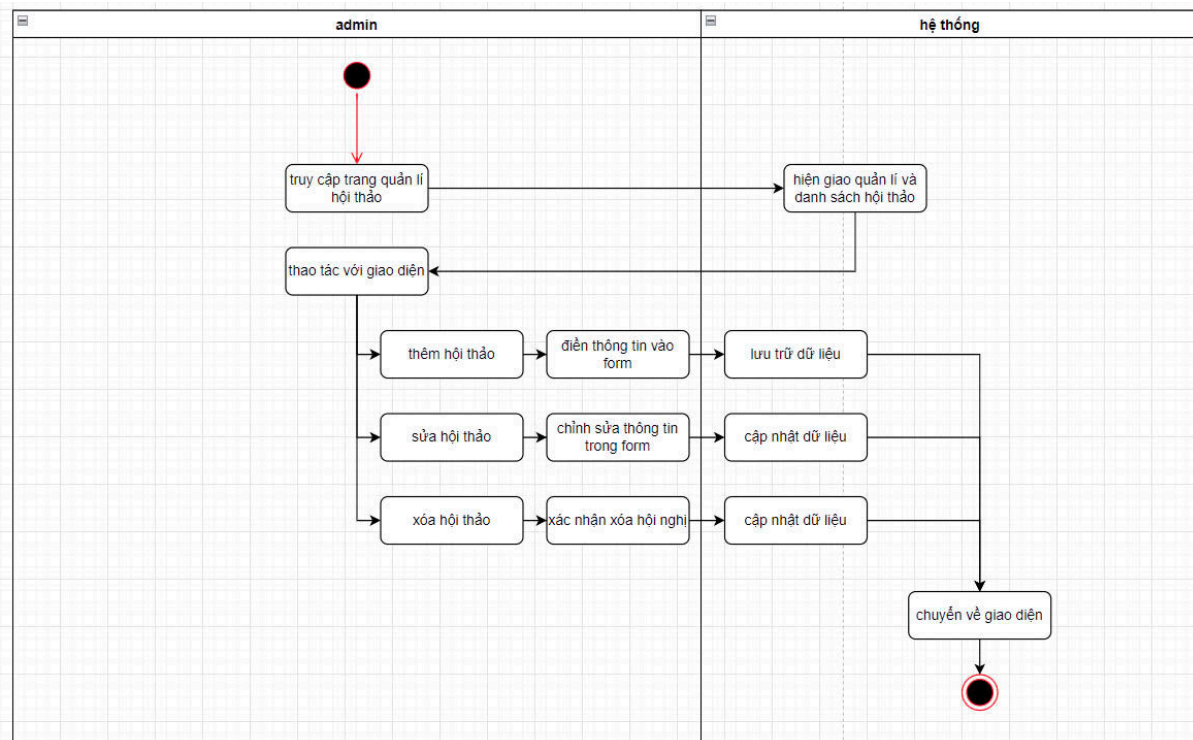 admin
hệ thống
truy cập trang quản lí
hội thảo
hiện giao quản lí và
danh sách hội thảo
thao tác với giao diện
thêm hội thảo
điền thông tin vào
form
lưu trữ dữ liệu
sửa hội thảo
chỉnh sửa thông tin
trong form
cập nhật dữ liệu
xóa hội thảo
xác nhận xóa hội nghị
cập nhật dữ liệu
chuyển về giao diện